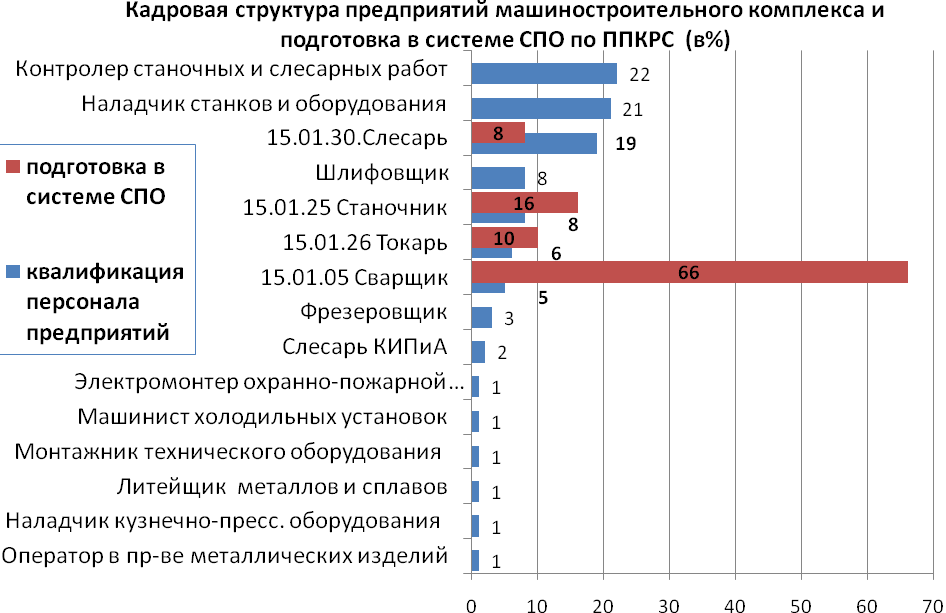 Кадровая структура предприятий машиностроительного комплекса и
подготовка в системе СПО по ППКРС (в%)
Контролер станочных и слесарных работ 22
Наладчик станков и оборудования 21
15.01.30.Слесарь 8 19
Шлифовщик 8
15.01.25 Станочник 16 8
15.01.26 Токарь 10 6
15.01.05 Сварщик 66 5
Фрезеровщик 3
Слесарь КИПиА 2
Электромонтер охранно-пожарной... 1
Машинист холодильных установок 1
Монтажник технического оборудования 1
Литейщик металлов и сплавов 1
Наладчик кузнечно-пресс. оборудования 1
Оператор в пр-ве металлических изделий 1
0 10 20 30 40 50 60 70
подготовка в
системе СПО
квалификация
персонала
предприятий